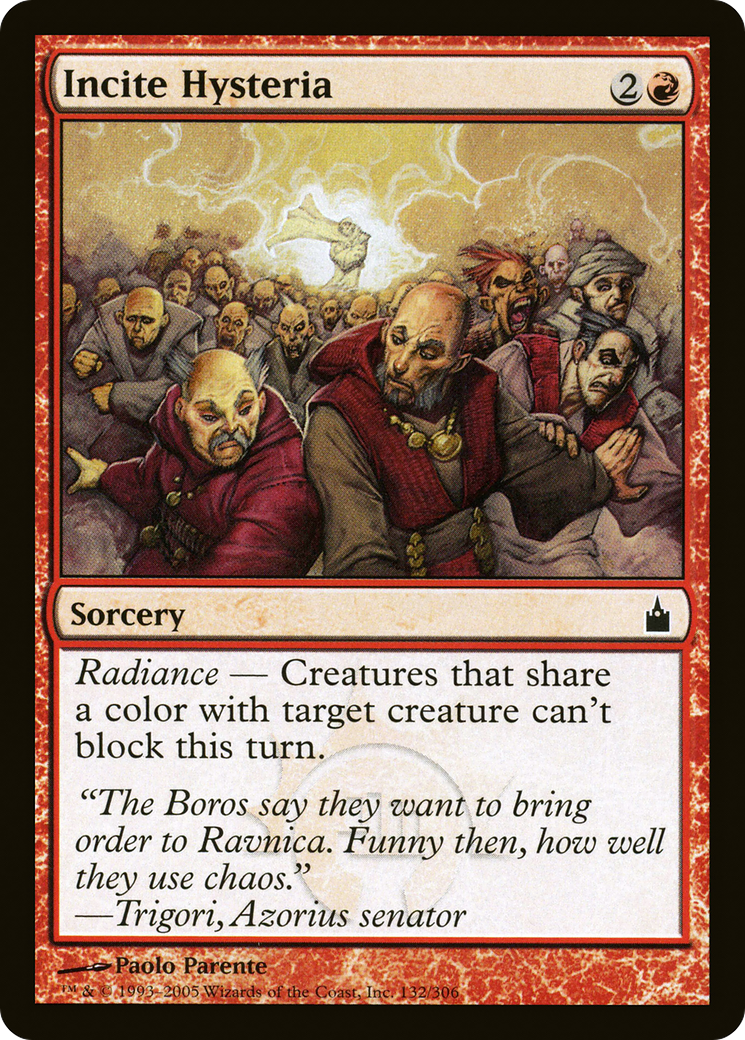 Incite Hysteria 2
Sorcery
Radiance — Creatures that share
a color with target creature can't
block this turn.
“The Boros say they want to bring
order to Ravnica. Funny then, how well
they use chaos.”
—Trigori, Azorius senator
Paolo Parente
™ & © 1993–2005 Wizards of the Coast, Inc. 132/306